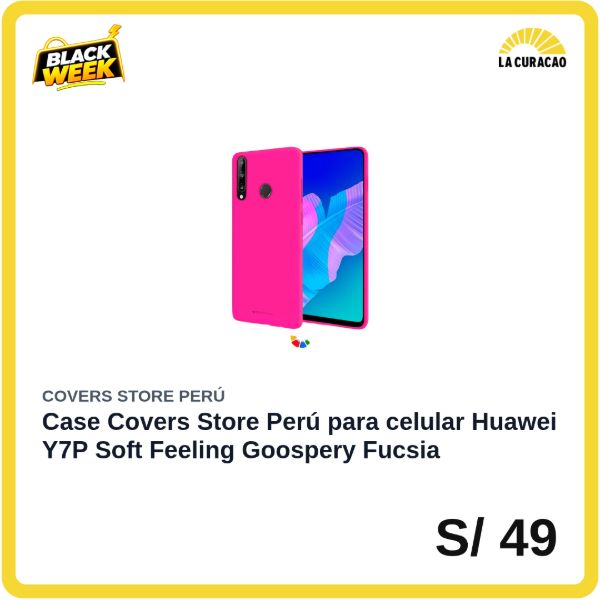 BLACK
WEEK
LA CURACAO
COVERS STORE PERÚ
Case Covers Store Perú para celular Huawei
Y7P Soft Feeling Goospery Fucsia
S/ 49